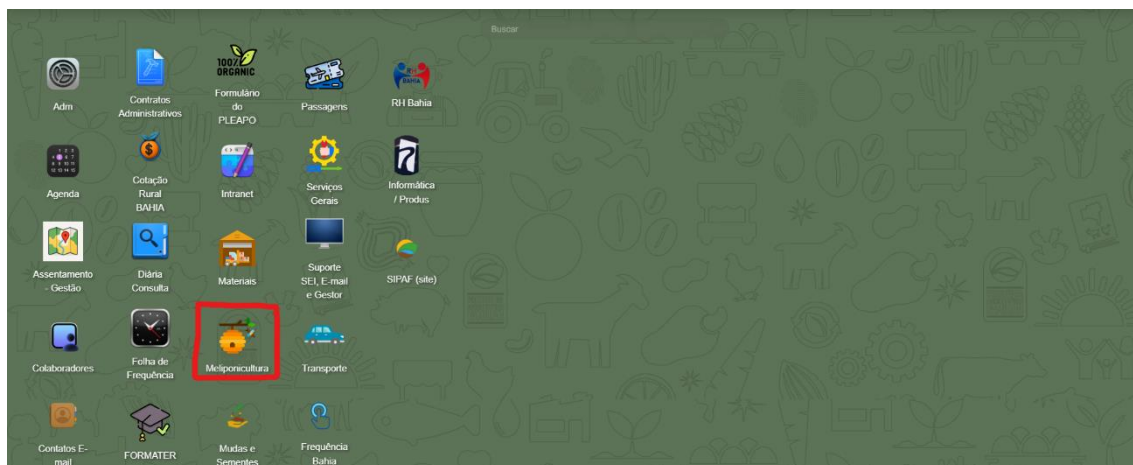 Buscar
Adm
Contratos
Administrativos
100%
ORGANIC
Formulário
do
PLEAPO
Passagens
RH
BAHIA
RH Bahia
Agenda
Cotação
Rural
BAHIA
Intranet
Serviços
Gerais
Informática
/ Produs
Assentamento
- Gestão
Diária
Consulta
Materiais
Suporte
SEI, E-mail
e Gestor
SIPAF (site)
Colaboradores
Folha de
Frequência
Meliponicultura
Transporte
Contatos E-
mail
FORMATER
Mudas e
Sementes
Frequência
Bahia